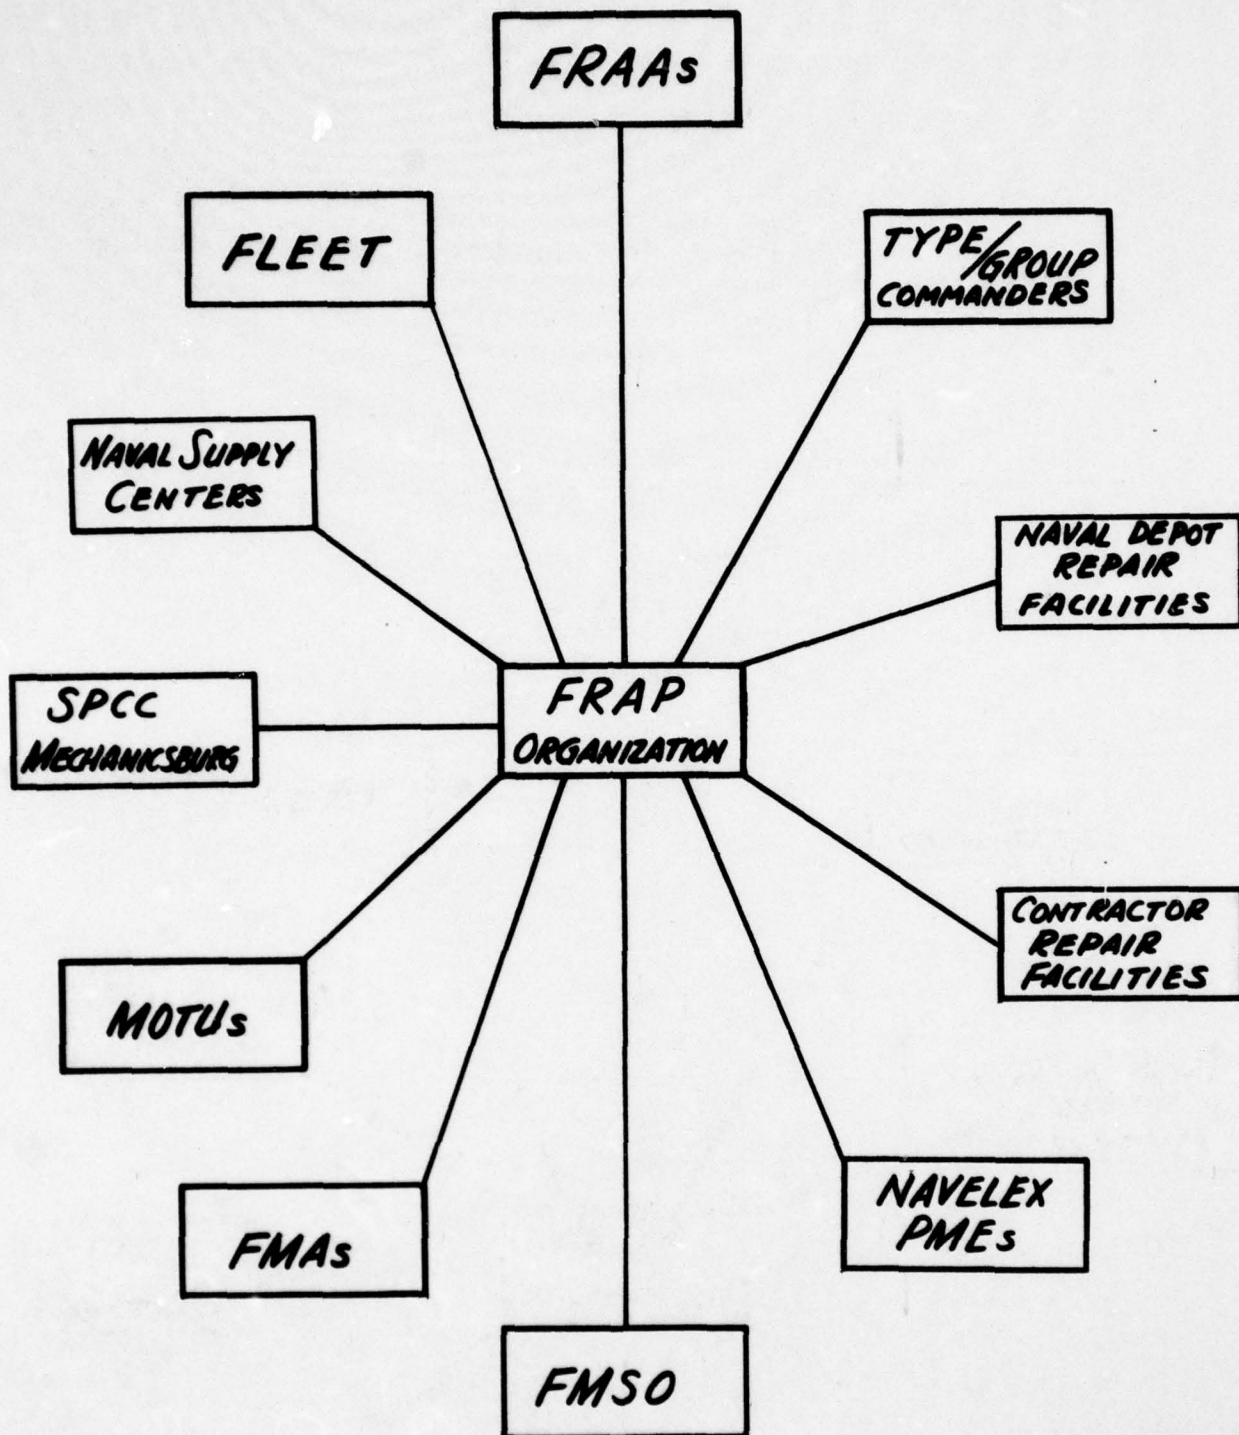 FRAAs
FLEET
TYPE/GROUP
COMMANDERS
NAVAL SUPPLY
CENTERS
NAVAL DEPOT
REPAIR
FACILITIES
SPCC
MECHANICSBURG
FRAP
ORGANIZATION
CONTRACTOR
REPAIR
FACILITIES
MOTUs
FMAs
NAVELEX
PMEs
FMSO